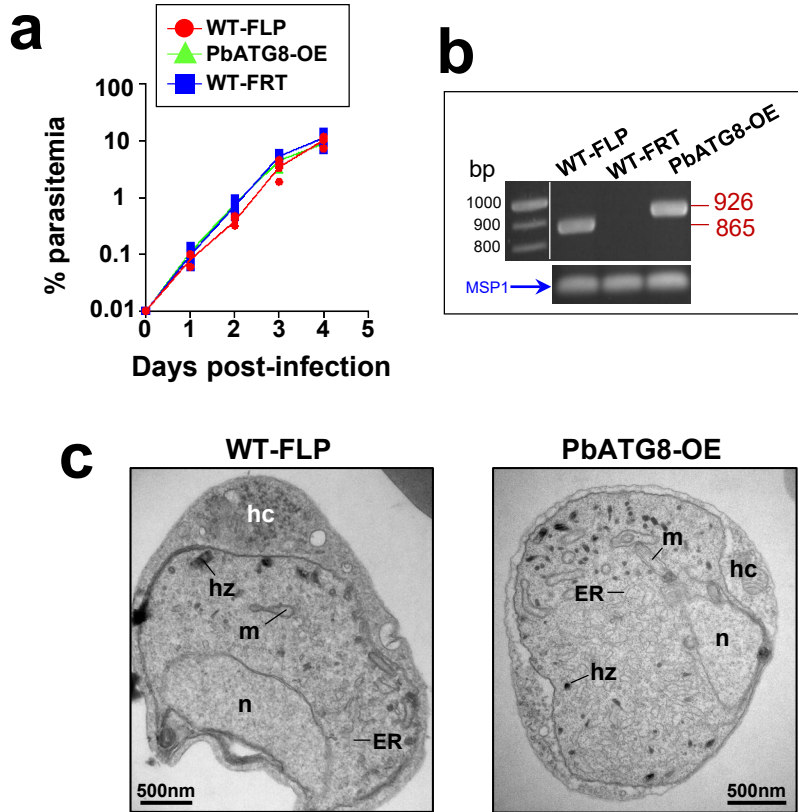 a
WT-FLP
PbATG8-OE
WT-FRT
% parasitemia
100
10
1
0.1
0.01
0 1 2 3 4 5
Days post-infection
b
WT-FLP WT-FRT PbATG8-OE
bp
1000
900
800
926
865
MSP1
c
WT-FLP
hc
hz
m
n
ER
500nm
PbATG8-OE
m
hc
ER
n
hz
500nm